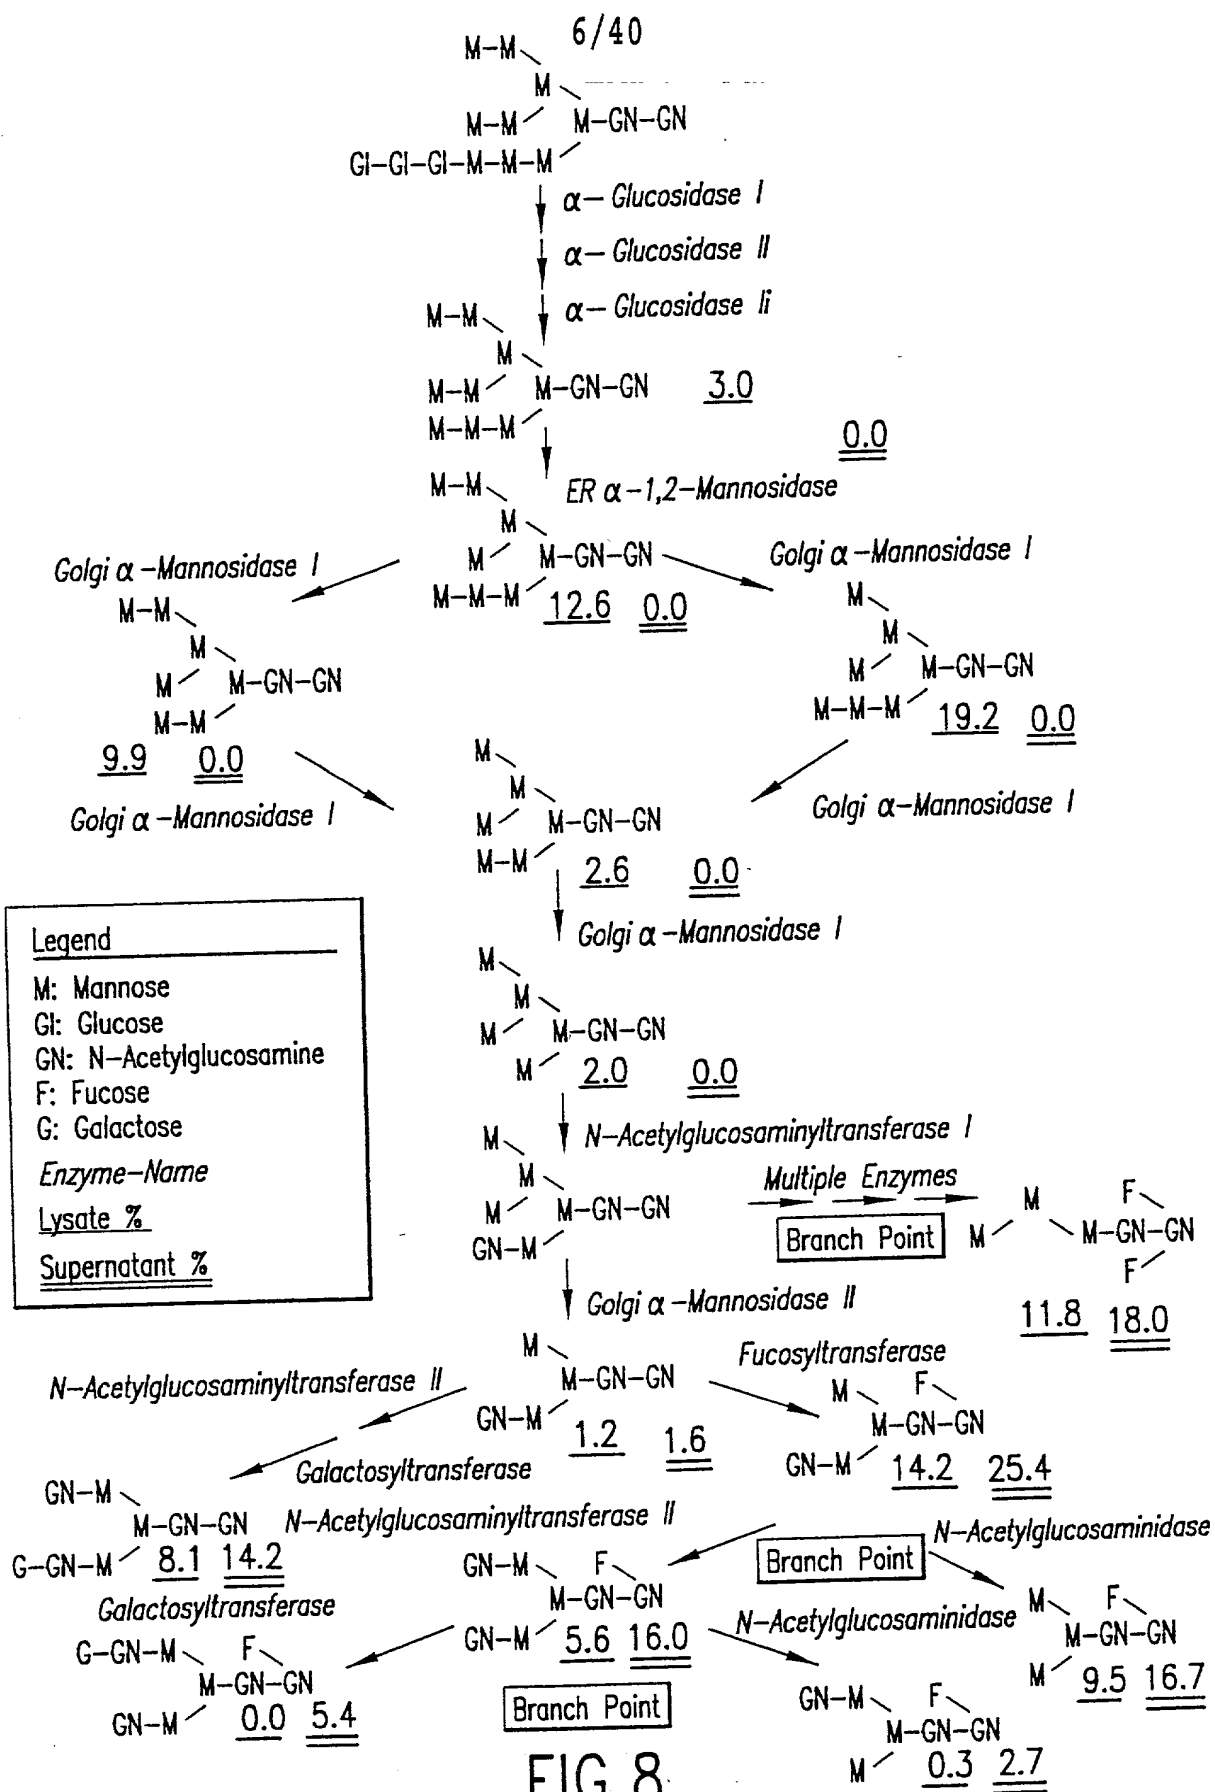 6/40
M-M
M
M-M M-GN-GN
Gl-Gl-Gl-M-M-M
α- Glucosidase I
α- Glucosidase II
α- Glucosidase Ii
M-M
M
M-M M-GN-GN 3.0
M-M-M
0.0
ER α-1,2-Mannosidase
M-M
M
M M-GN-GN
M-M-M 12.6 0.0
Golgi α-Mannosidase I
M-M
M
M M-GN-GN
M-M
9.9 0.0
Golgi α-Mannosidase I
Golgi α-Mannosidase I
M
M
M M-GN-GN
M-M-M 19.2 0.0
Golgi α-Mannosidase I
M
M
M M-GN-GN
M-M 2.6 0.0
Golgi α-Mannosidase I
M
M
M M-GN-GN
M 2.0 0.0
N-Acetylglucosaminyltransferase I
Legend
M: Mannose
Gl: Glucose
GN: N-Acetylglucosamine
F: Fucose
G: Galactose
Enzyme-Name
Lysate %
Supernatant %
M
M
M M-GN-GN
GN-M
Multiple Enzymes
Branch Point
M F
M M-GN-GN
F
11.8 18.0
Golgi α-Mannosidase II
M
M-GN-GN
GN-M 1.2 1.6
N-Acetylglucosaminyltransferase II
Galactosyltransferase
GN-M
M-GN-GN
G-GN-M 8.1 14.2
Fucosyltransferase
M F
M-GN-GN
GN-M 14.2 25.4
N-Acetylglucosaminyltransferase II
Branch Point
N-Acetylglucosaminidase
GN-M F
M-GN-GN
GN-M 5.6 16.0
Branch Point
M F
M-GN-GN
M 9.5 16.7
Galactosyltransferase
G-GN-M F
M-GN-GN
GN-M 0.0 5.4
N-Acetylglucosaminidase
GN-M F
M-GN-GN
M 0.3 2.7
FIG.8